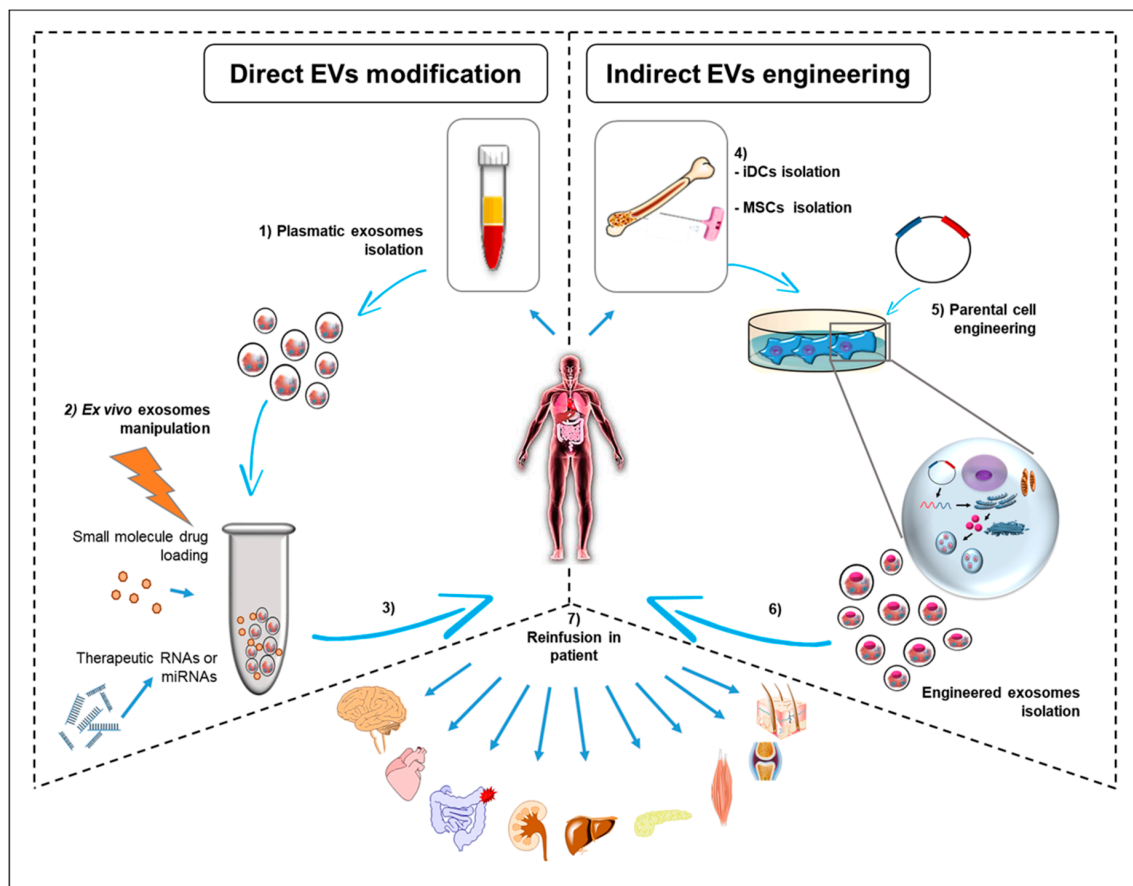 Direct EVs modification
Indirect EVs engineering
1) Plasmatic exosomes
isolation
2) Ex vivo exosomes
manipulation
Small molecule drug
loading
Therapeutic RNAs or
miRNAs
3)
4)
- iDCs isolation
- MSCs isolation
5) Parental cell
engineering
6)
Engineered exosomes
isolation
7)
Reinfusion in
patient